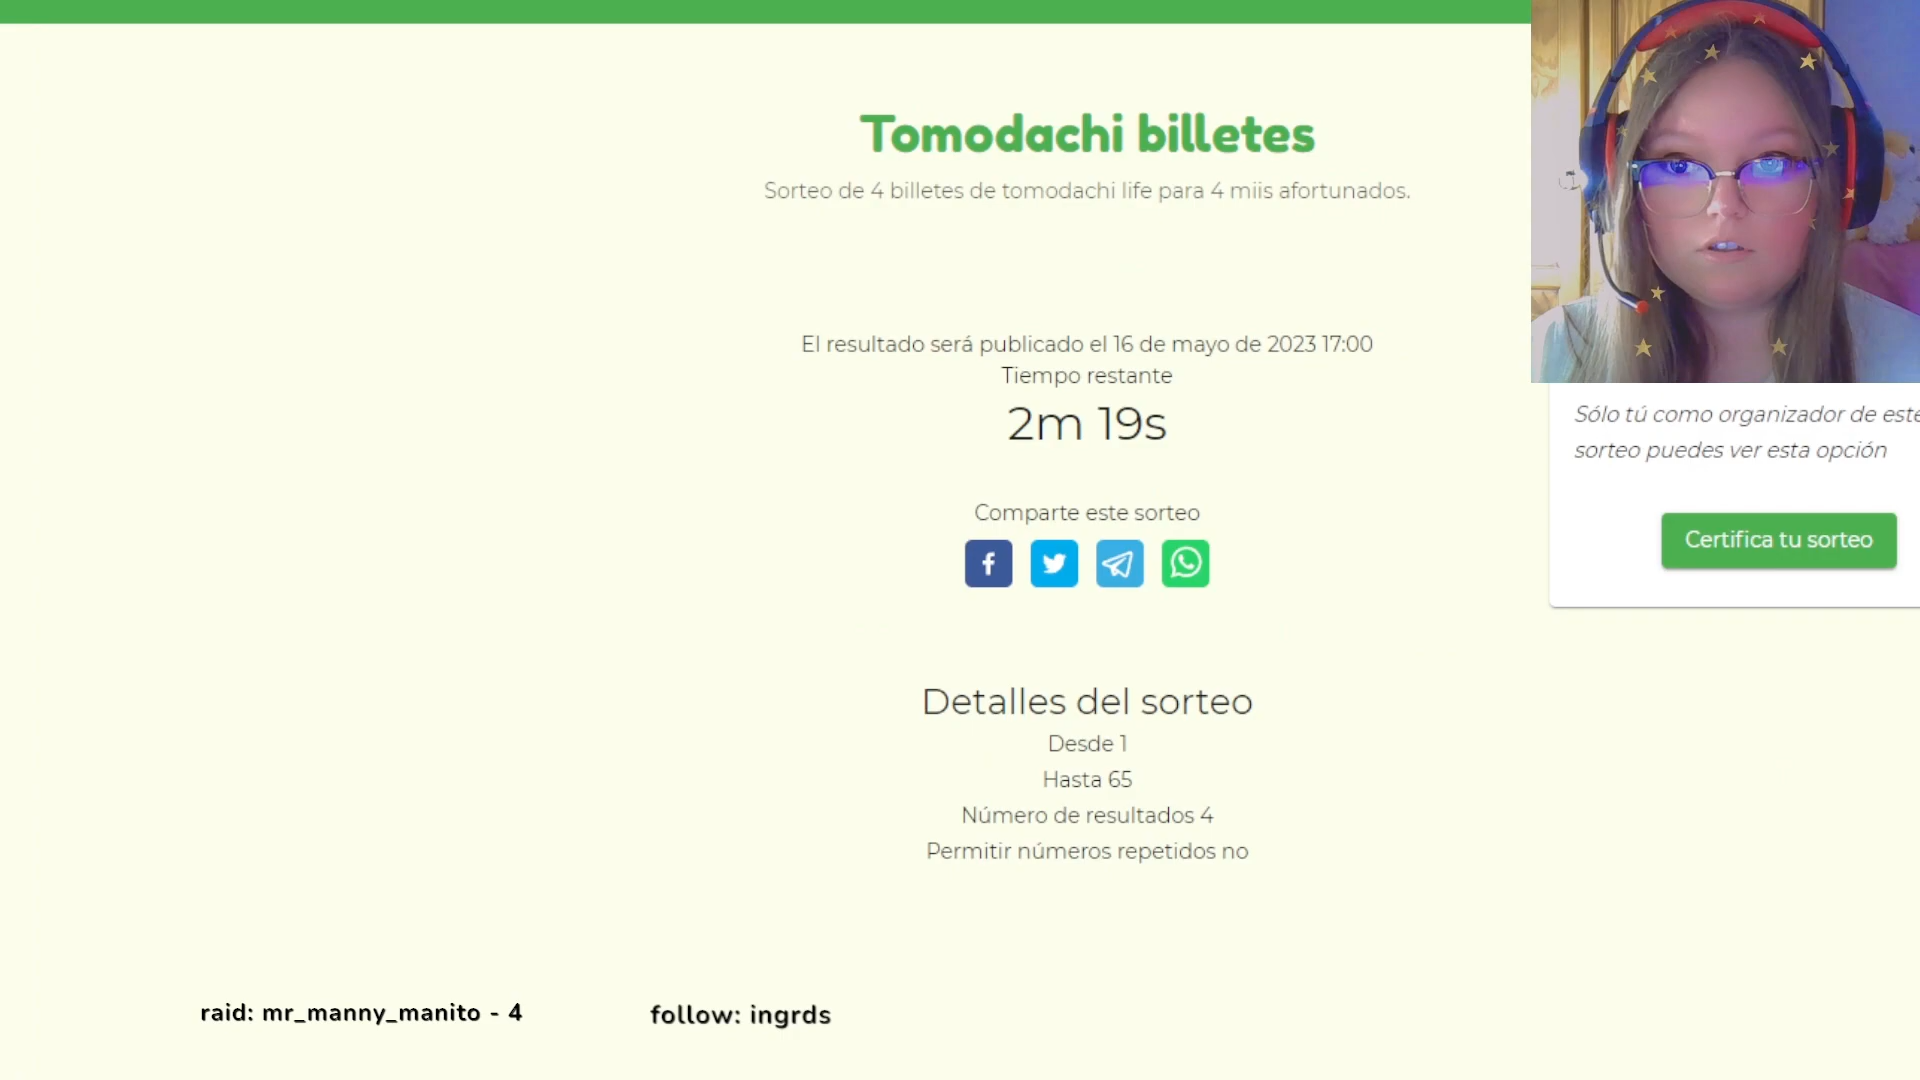 Tomodachi billetes
Sorteo de 4 billetes de tomodachi life para 4 miis afortunados.
El resultado será publicado el 16 de mayo de 2023 17:00
Tiempo restante
2m 19s
Comparte este sorteo
Sólo tú como organizador de este
sorteo puedes ver esta opción
Certifica tu sorteo
Detalles del sorteo
Desde 1
Hasta 65
Número de resultados 4
Permitir números repetidos no
raid: mr_manny_manito - 4
follow: ingrds